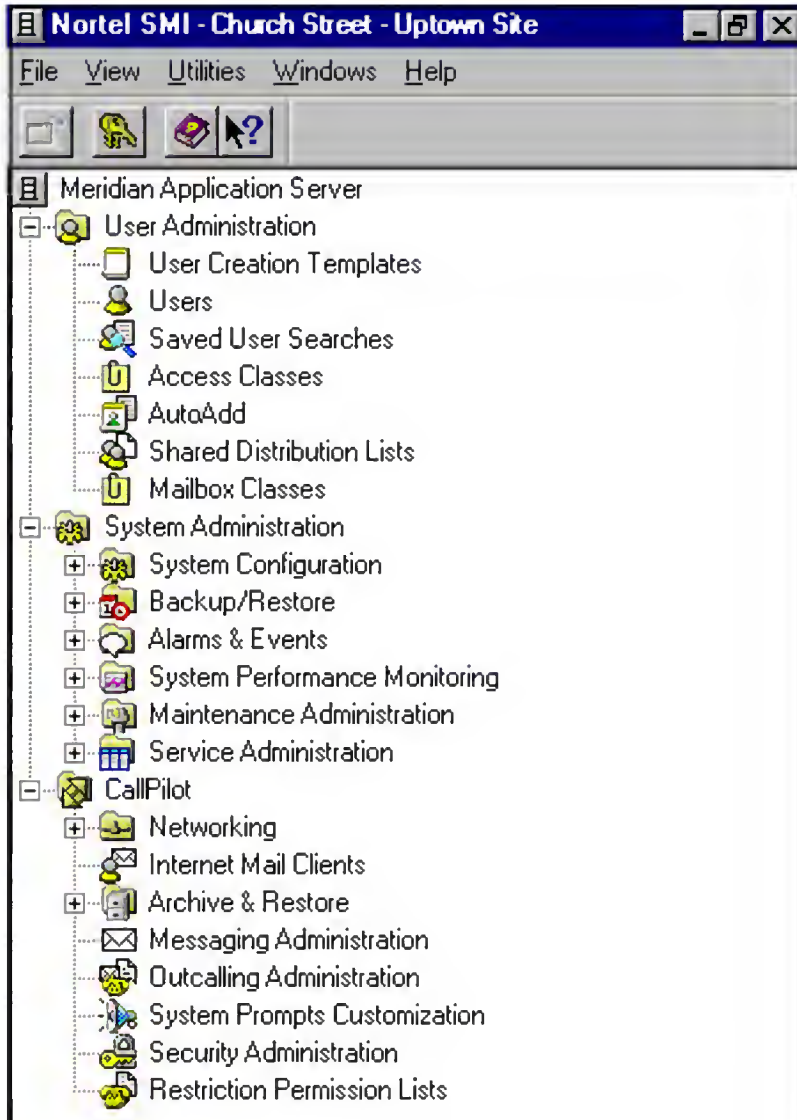 Nortel SMI - Church Street - Uptown Site
File View Utilities Windows Help
Meridian Application Server
User Administration
User Creation Templates
Users
Saved User Searches
Access Classes
AutoAdd
Shared Distribution Lists
Mailbox Classes
System Administration
System Configuration
Backup/Restore
Alarms & Events
System Performance Monitoring
Maintenance Administration
Service Administration
CallPilot
Networking
Internet Mail Clients
Archive & Restore
Messaging Administration
Outcalling Administration
System Prompts Customization
Security Administration
Restriction Permission Lists